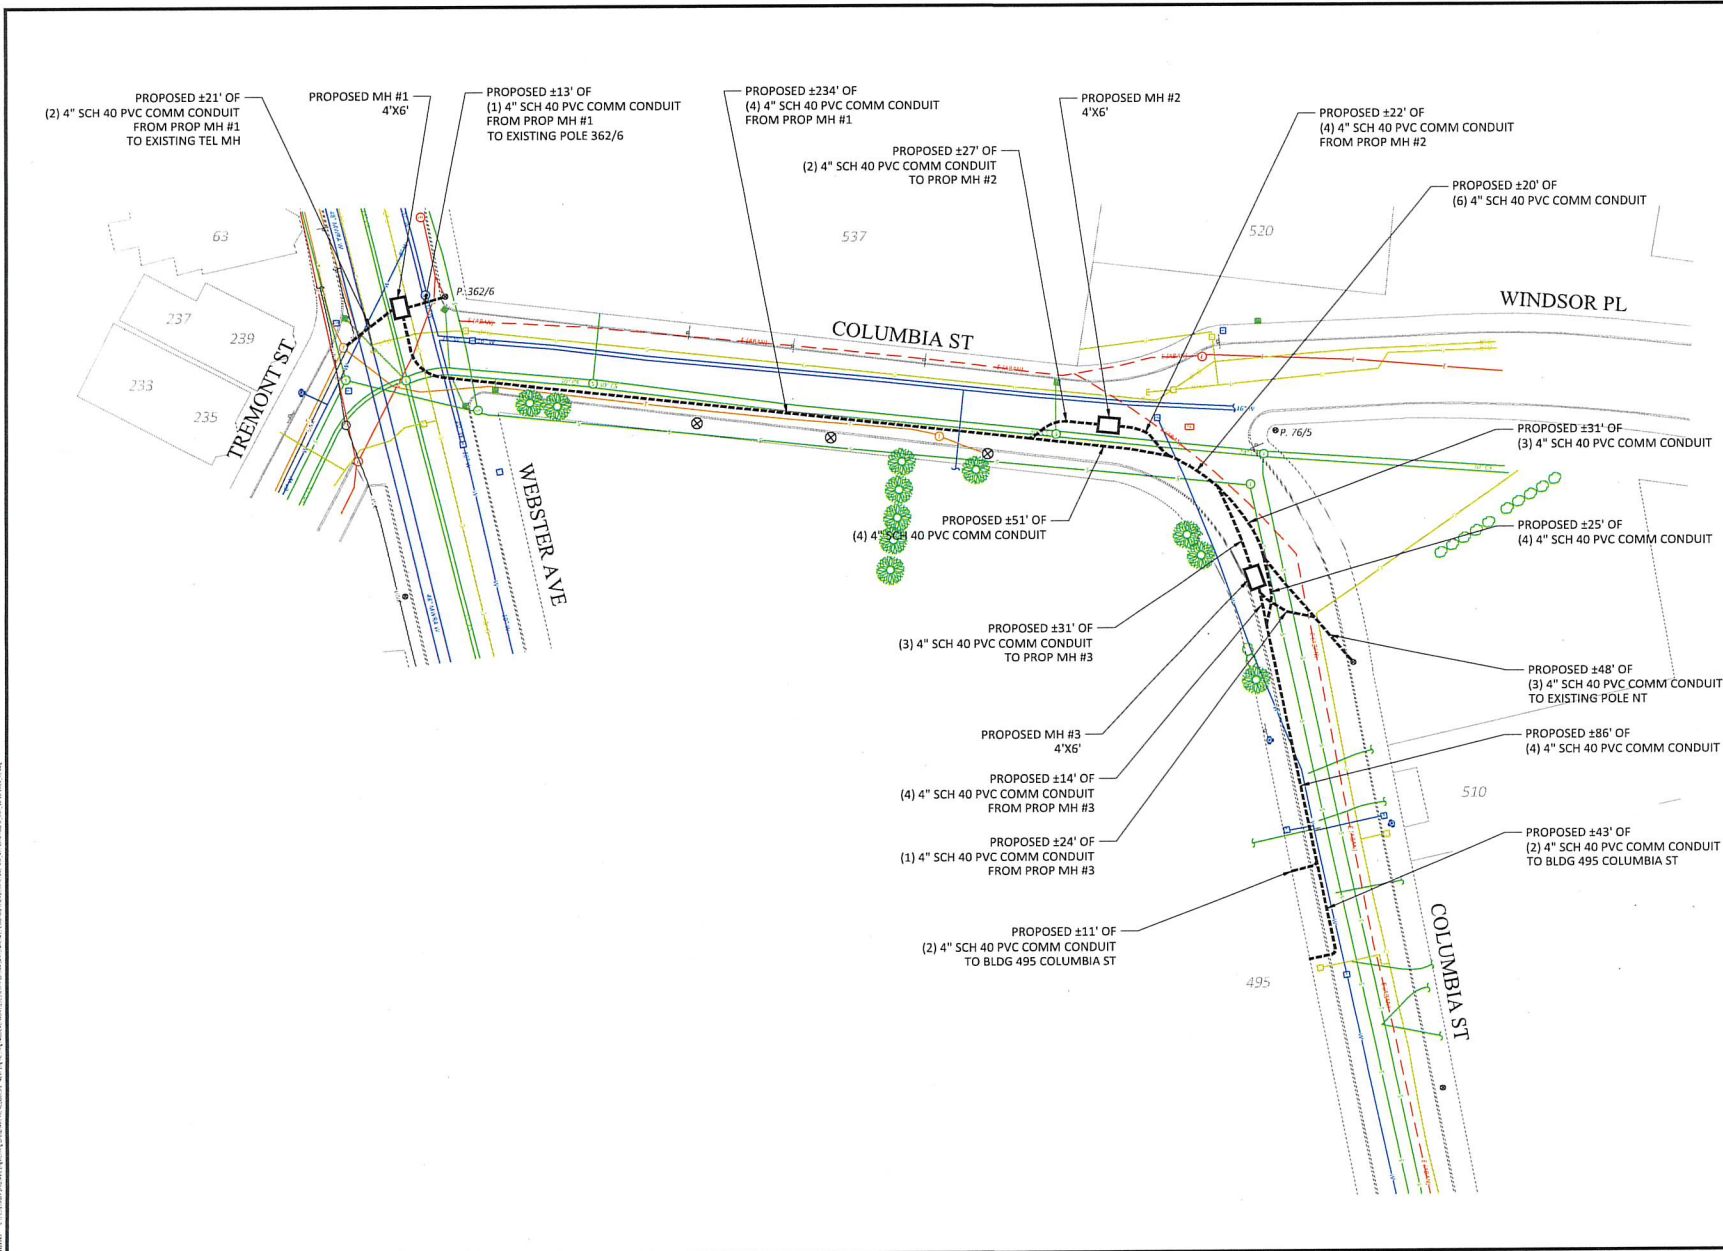 PROPOSED ±21' OF
(2) 4" SCH 40 PVC COMM CONDUIT
FROM PROP MH #1
TO EXISTING TEL MH
PROPOSED MH #1
4'X6'
PROPOSED ±13' OF
(1) 4" SCH 40 PVC COMM CONDUIT
FROM PROP MH #1
TO EXISTING POLE 362/6
PROPOSED ±234' OF
(4) 4" SCH 40 PVC COMM CONDUIT
FROM PROP MH #1
PROPOSED ±27' OF
(2) 4" SCH 40 PVC COMM CONDUIT
TO PROP MH #2
PROPOSED MH #2
4'X6'
PROPOSED ±22' OF
(4) 4" SCH 40 PVC COMM CONDUIT
FROM PROP MH #2
PROPOSED ±20' OF
(6) 4" SCH 40 PVC COMM CONDUIT
63
537
520
P. 362/6
WINDSOR PL
COLUMBIA ST
237
239
233
235
TREMONT ST.
WEBSTER AVE
16" W
P. 76/5
PROPOSED ±31' OF
(3) 4" SCH 40 PVC COMM CONDUIT
PROPOSED ±51' OF
(4) 4" SCH 40 PVC COMM CONDUIT
PROPOSED ±25' OF
(4) 4" SCH 40 PVC COMM CONDUIT
48" MWRA W
48" MWRA W
PROPOSED ±31' OF
(3) 4" SCH 40 PVC COMM CONDUIT
TO PROP MH #3
PROPOSED ±48' OF
(3) 4" SCH 40 PVC COMM CONDUIT
TO EXISTING POLE NT
PROPOSED MH #3
4'X6'
PROPOSED ±86' OF
(4) 4" SCH 40 PVC COMM CONDUIT
PROPOSED ±14' OF
(4) 4" SCH 40 PVC COMM CONDUIT
FROM PROP MH #3
510
PROPOSED ±24' OF
(1) 4" SCH 40 PVC COMM CONDUIT
FROM PROP MH #3
PROPOSED ±43' OF
(2) 4" SCH 40 PVC COMM CONDUIT
TO BLDG 495 COLUMBIA ST
PROPOSED ±11' OF
(2) 4" SCH 40 PVC COMM CONDUIT
TO BLDG 495 COLUMBIA ST
495
COLUMBIA ST